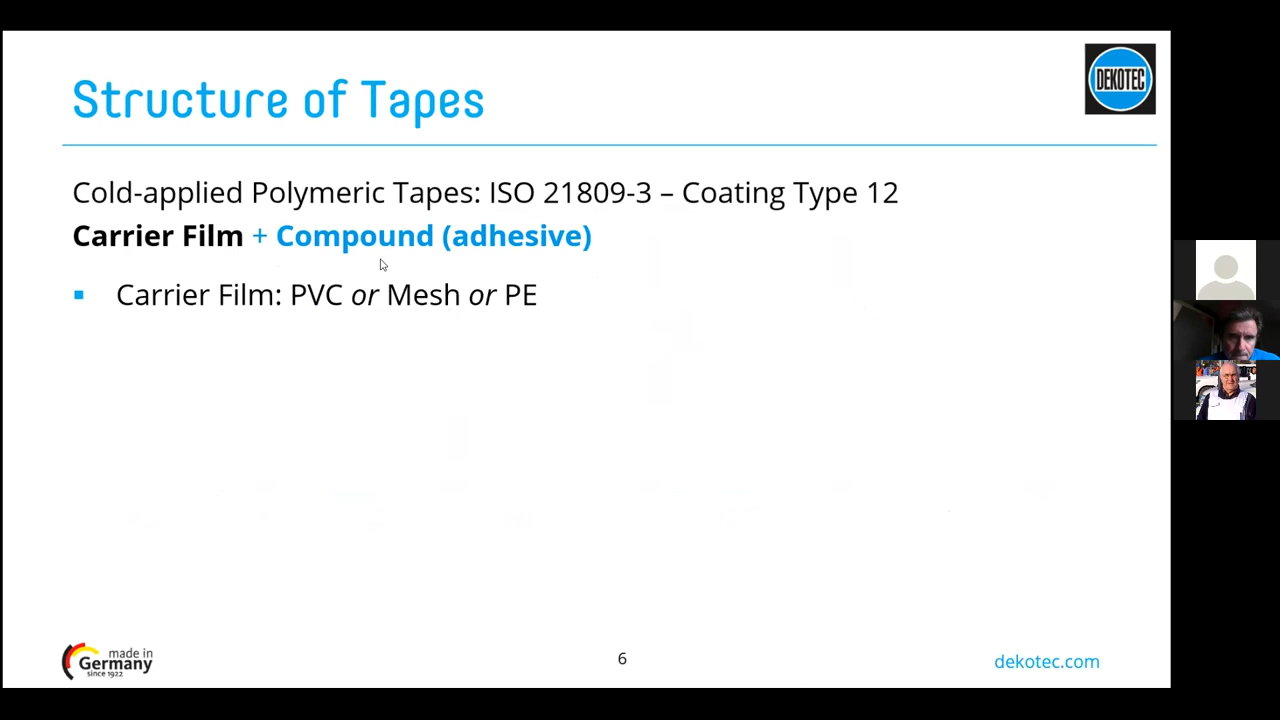 Structure of Tapes
DEKOTEC
Cold-applied Polymeric Tapes: ISO 21809-3 – Coating Type 12
Carrier Film + Compound (adhesive)
▪ Carrier Film: PVC or Mesh or PE
made in
Germany
since 1922
6
dekotec.com